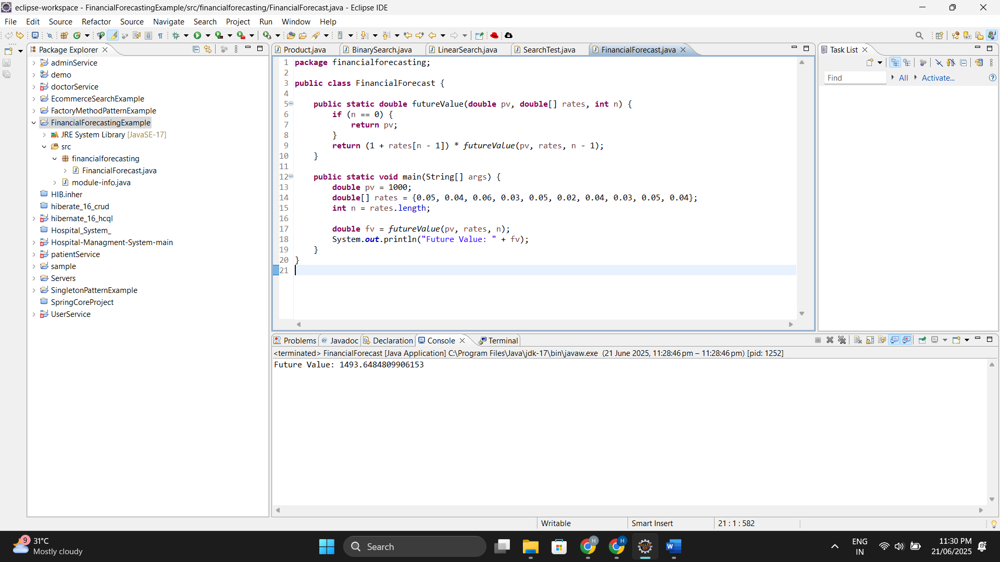 eclipse-workspace - FinancialForecastingExample/src/financialforecasting/FinancialForecast.java - Eclipse IDE
File Edit Source Refactor Source Navigate Search Project Run Window Help
Package Explorer
adminService
demo
doctorService
EcommerceSearchExample
FactoryMethodPatternExample
FinancialForecastingExample
JRE System Library [JavaSE-17]
src
financialforecasting
FinancialForecast.java
module-info.java
HIB.inher
hiberate_16_crud
hibernate_16_hcql
Hospital_System_
Hospital-Managment-System-main
patientService
sample
Servers
SingletonPatternExample
SpringCoreProject
UserService
Product.java BinarySearch.java LinearSearch.java SearchTest.java FinancialForecast.java
1 package financialforecasting;
2
3 public class FinancialForecast {
4
5 public static double futureValue(double pv, double[] rates, int n) {
6 if (n == 0) {
7 return pv;
8 }
9 return (1 + rates[n - 1]) * futureValue(pv, rates, n - 1);
10 }
11
12 public static void main(String[] args) {
13 double pv = 1000;
14 double[] rates = {0.05, 0.04, 0.06, 0.03, 0.05, 0.02, 0.04, 0.03, 0.05, 0.04};
15 int n = rates.length;
16
17 double fv = futureValue(pv, rates, n);
18 System.out.println("Future Value: " + fv);
19 }
20 }
21
Task List
Find All Activate...
Problems Javadoc Declaration Console Terminal
<terminated> FinancialForecast [Java Application] C:\Program Files\Java\jdk-17\bin\javaw.exe (21 June 2025, 11:28:46 pm – 11:28:46 pm) [pid: 1252]
Future Value: 1493.6484809906153
Writable Smart Insert 21 : 1 : 582
9
31°C
Mostly cloudy
Search
ENG
IN
11:30 PM
21/06/2025